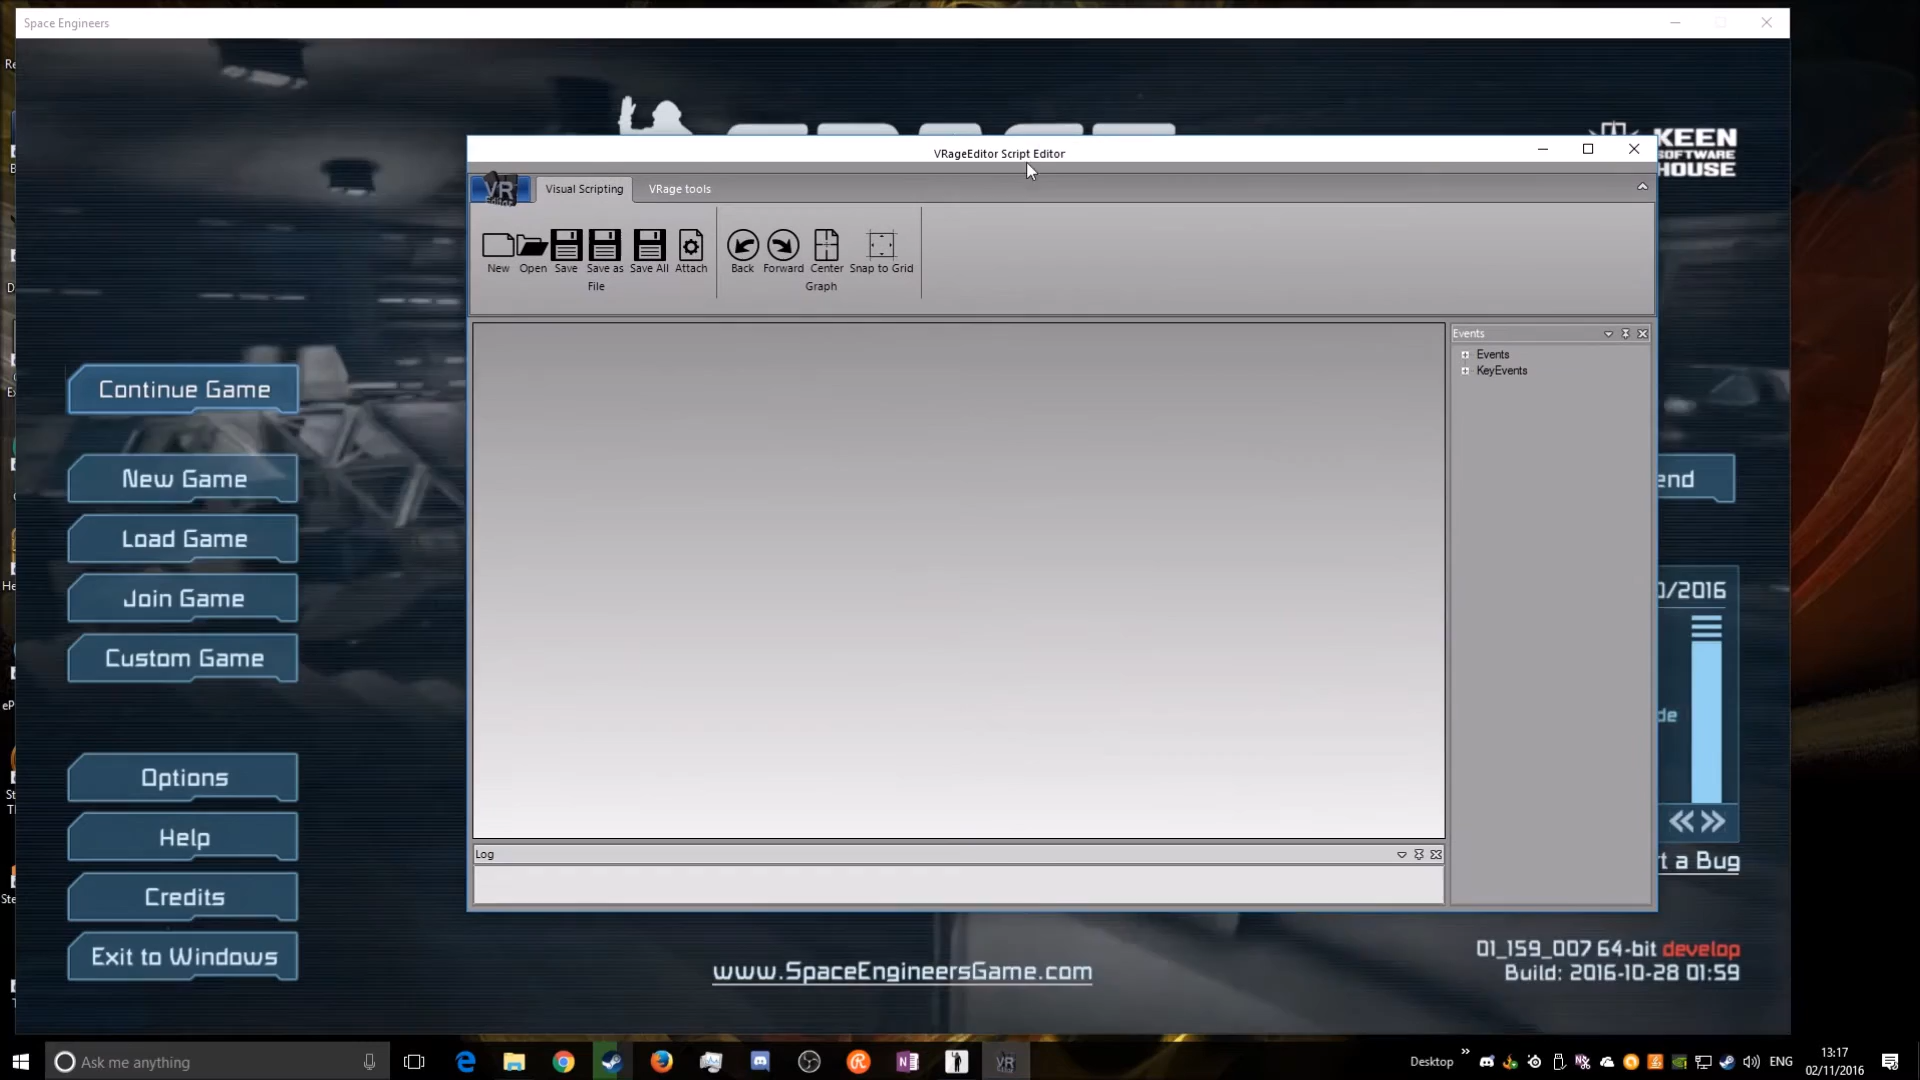 Space Engineers
KEEN
SOFTWARE
HOUSE
VRageEditor Script Editor
VR
Visual Scripting
VRage tools
New
Open
Save
Save as
Save All
Attach
File
Back
Forward
Center
Snap to Grid
Graph
Events
Events
KeyEvents
Log
Continue Game
New Game
Load Game
Join Game
Custom Game
Options
Help
Credits
Exit to Windows
end
/2016
de
t a Bug
www.SpaceEngineersGame.com
01_159_007 64-bit develop
Build: 2016-10-28 01:59
Ask me anything
Desktop
ENG
13:17
02/11/2016